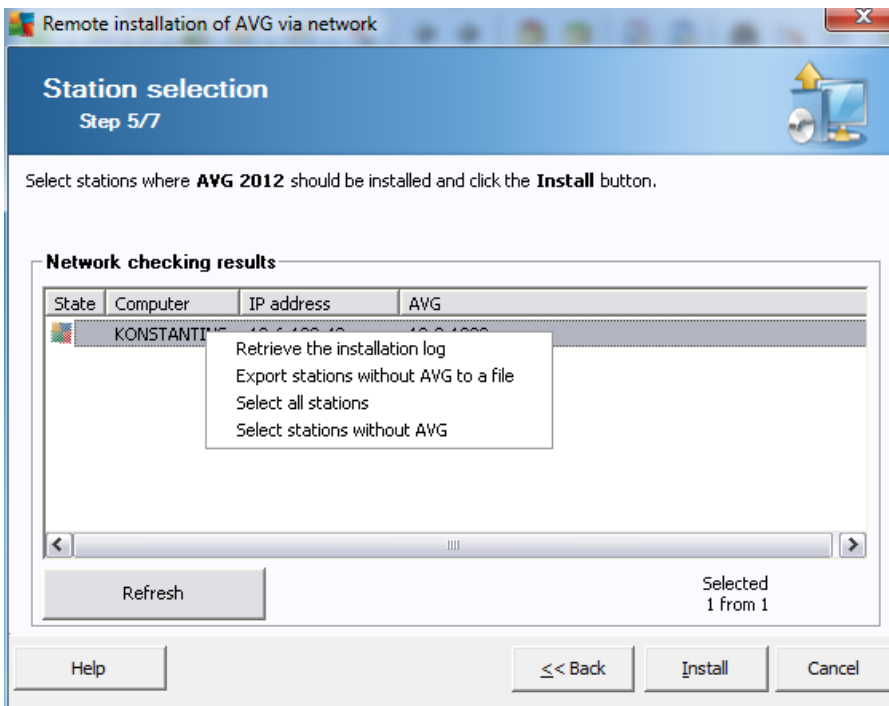 Remote installation of AVG via network
Station selection
Step 5/7
Select stations where AVG 2012 should be installed and click the Install button.
Network checking results
State Computer IP address AVG
Retrieve the installation log
Export stations without AVG to a file
Select all stations
Select stations without AVG
Refresh
Selected
1 from 1
Help
<< Back
Install
Cancel